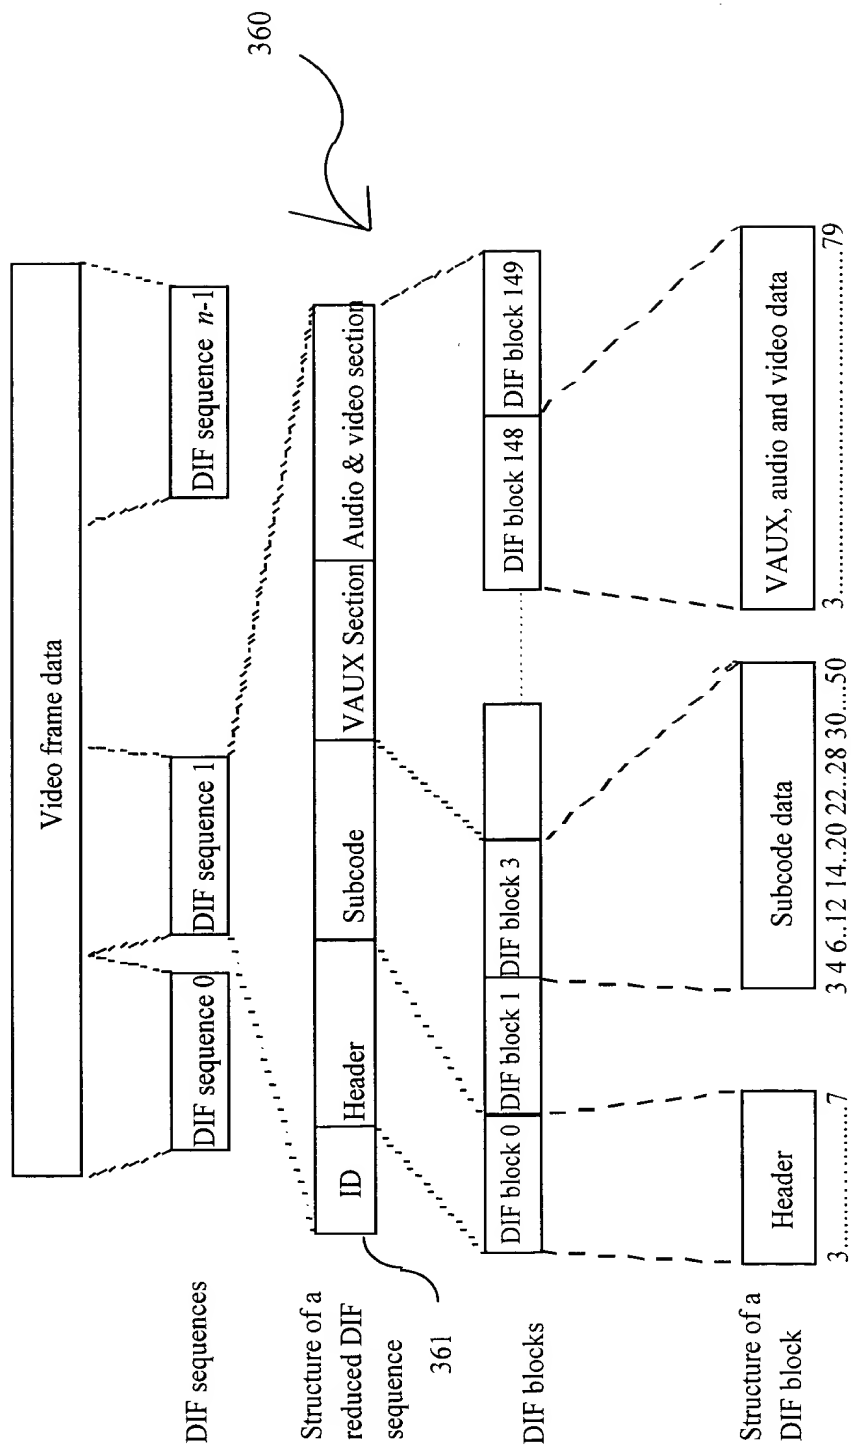 360
Video frame data
DIF sequences
DIF sequence 0
DIF sequence 1
DIF sequence n-1
Structure of a
reduced DIF
sequence
361
ID
Header
Subcode
VAUX Section
Audio & video section
DIF blocks
DIF block 0
DIF block 1
DIF block 3
DIF block 148
DIF block 149
Structure of a
DIF block
Header
3...............7
Subcode data
3 4 6..12 14..20 22..28 30.....50
VAUX, audio and video data
3..........................................79